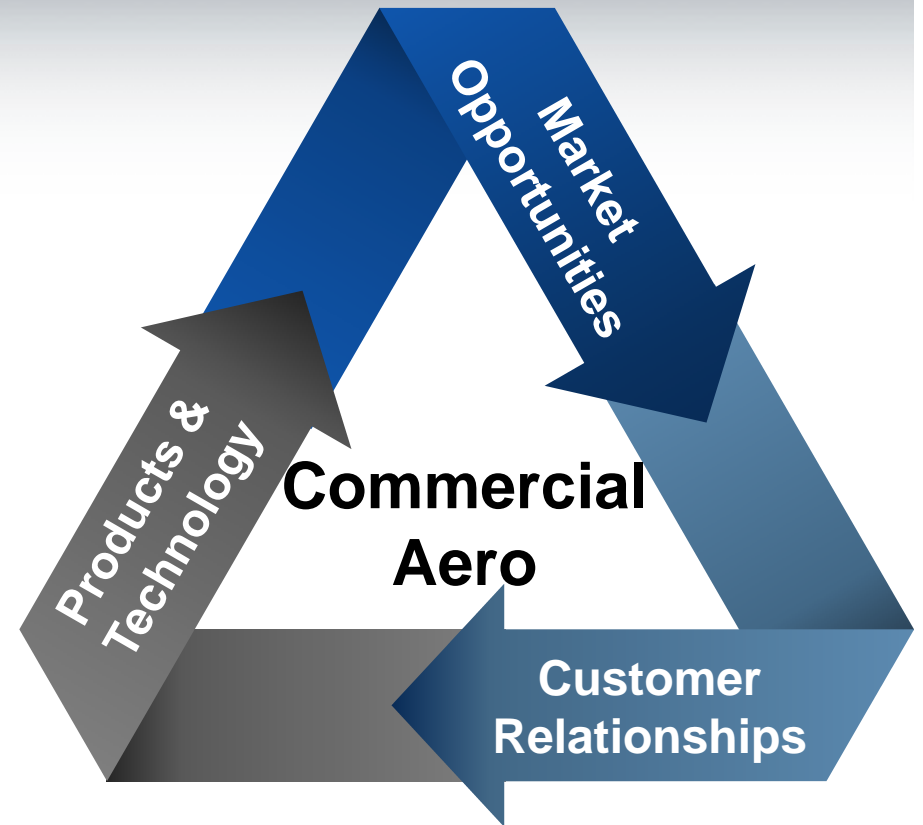 Market
Opportunities
Products &
Technology
Commercial
Aero
Customer
Relationships